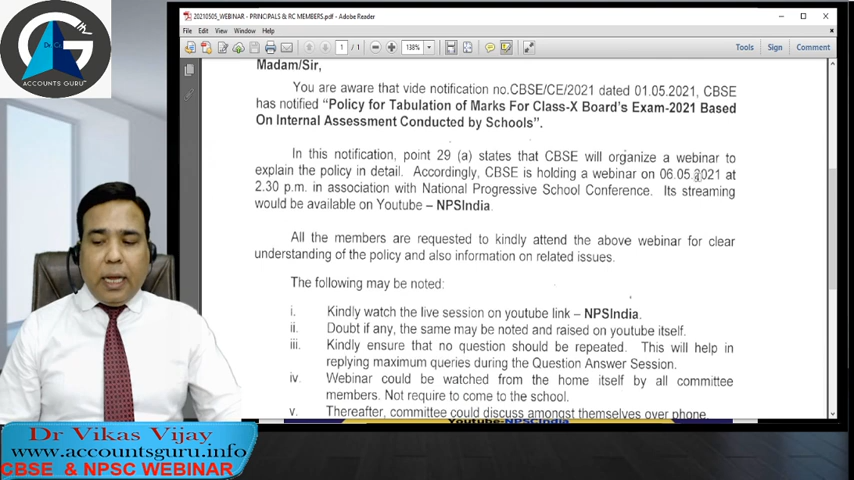 20210505_WEBINAR - PRINCIPALS & RC MEMBERS.pdf - Adobe Reader
File Edit View Window Help
1 / 1 138% Tools Sign Comment
Madam/Sir,
You are aware that vide notification no.CBSE/CE/2021 dated 01.05.2021, CBSE
has notified "Policy for Tabulation of Marks For Class-X Board's Exam-2021 Based
On Internal Assessment Conducted by Schools".
In this notification, point 29 (a) states that CBSE will organize a webinar to
explain the policy in detail. Accordingly, CBSE is holding a webinar on 06.05.2021 at
2.30 p.m. in association with National Progressive School Conference. Its streaming
would be available on Youtube – NPSIndia.
All the members are requested to kindly attend the above webinar for clear
understanding of the policy and also information on related issues.
The following may be noted:
i. Kindly watch the live session on youtube link – NPSIndia.
ii. Doubt if any, the same may be noted and raised on youtube itself.
iii. Kindly ensure that no question should be repeated. This will help in
replying maximum queries during the Question Answer Session.
iv. Webinar could be watched from the home itself by all committee
members. Not require to come to the school.
v. Thereafter, committee could discuss amongst themselves over phone.
Youtube-NPSCIndia
ACCOUNTS GURU
Dr Vikas Vijay
www.accountsguru.info
CBSE & NPSC WEBINAR